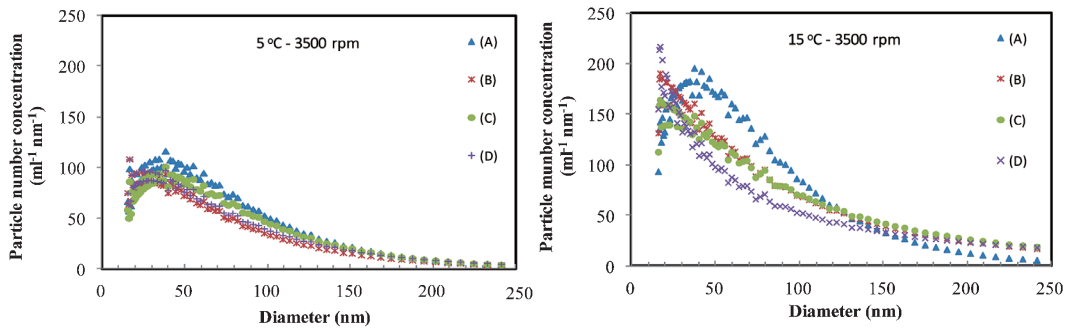 5 ºC - 3500 rpm
Particle number concentration
(ml-1 nm-1)
250
200
150
100
50
0
0 50 100 150 200 250
Diameter (nm)
(A)
(B)
(C)
(D)
15 ºC - 3500 rpm
Particle number concentration
(ml-1 nm-1)
250
200
150
100
50
0
0 50 100 150 200 250
Diameter (nm)
(A)
(B)
(C)
(D)